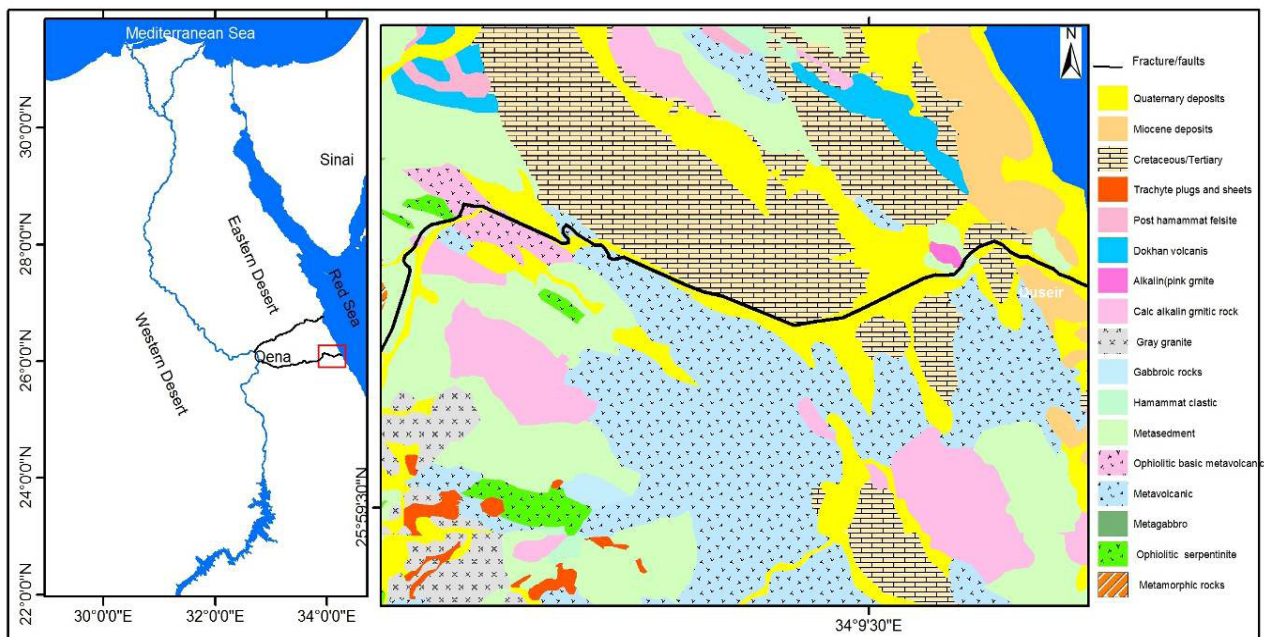 Mediterranean Sea
Sinai
Eastern Desert
Red Sea
Western Desert
Qena
30°0'0"N
28°0'0"N
26°0'0"N
24°0'0"N
22°0'0"N
30°0'0"E
32°0'0"E
34°0'0"E
N
Quseir
25°59'30"N
34°9'30"E
Fracture/faults
Quaternary deposits
Miocene deposits
Cretaceous/Tertiary
Trachyte plugs and sheets
Post hamammat felsite
Dokhan volcanis
Alkalin(pink grnite
Calc alkalin grnitic rock
Gray granite
Gabbroic rocks
Hamammat clastic
Metasedment
Ophiolitic basic metavolcanic
Metavolcanic
Metagabbro
Ophiolitic serpentinite
Metamorphic rocks